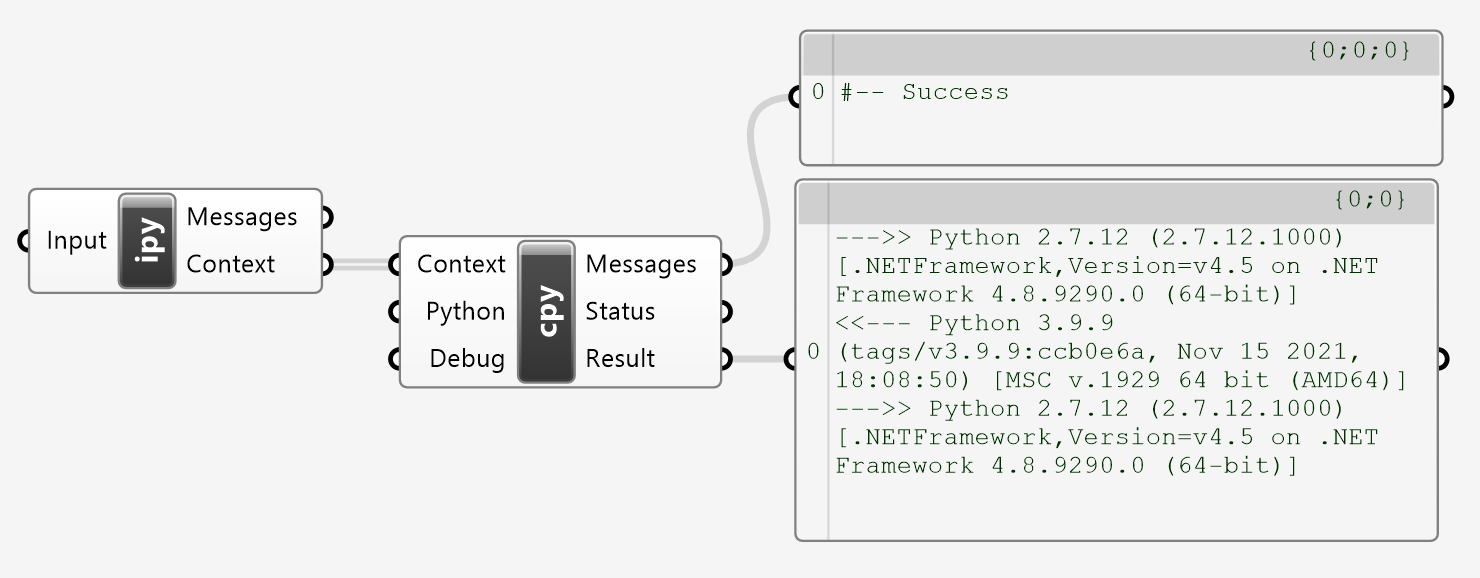 {0;0;0}
0 #-- Success
Input
ipy
Messages
Context
Context
Python
Debug
cpy
Messages
Status
Result
{0;0}
--->> Python 2.7.12 (2.7.12.1000)
[.NETFramework,Version=v4.5 on .NET
Framework 4.8.9290.0 (64-bit)]
<<--- Python 3.9.9
0 (tags/v3.9.9:ccb0e6a, Nov 15 2021,
18:08:50) [MSC v.1929 64 bit (AMD64)]
--->> Python 2.7.12 (2.7.12.1000)
[.NETFramework,Version=v4.5 on .NET
Framework 4.8.9290.0 (64-bit)]